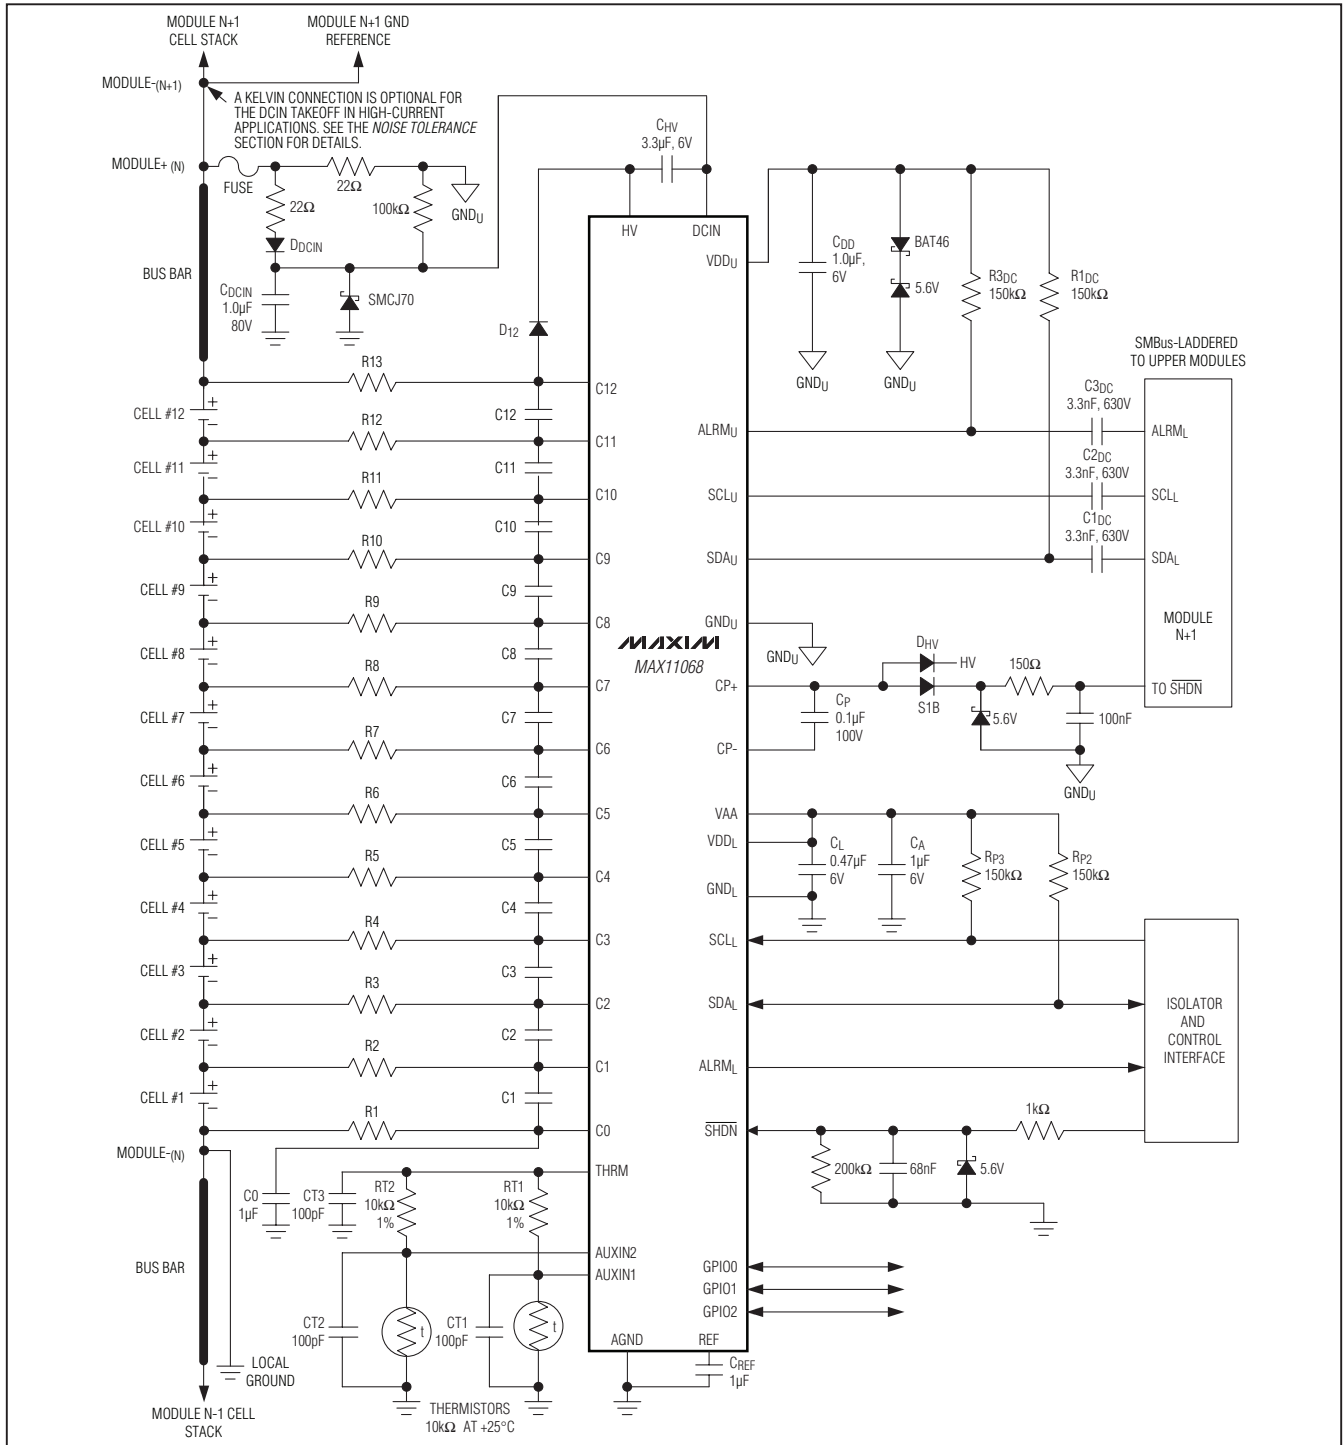 MODULE N+1
CELL STACK
MODULE N+1 GND
REFERENCE
MODULE-(N+1)
A KELVIN CONNECTION IS OPTIONAL FOR
THE DCIN TAKEOFF IN HIGH-CURRENT
APPLICATIONS. SEE THE NOISE TOLERANCE
SECTION FOR DETAILS.
MODULE+ (N)
FUSE
22Ω
22Ω
100kΩ
GNDU
DDCIN
BUS BAR
CDCIN
1.0µF
80V
SMCJ70
D12
CHV
3.3µF, 6V
HV
DCIN
VDDU
CDD
1.0µF,
6V
BAT46
5.6V
R3DC
150kΩ
R1DC
150kΩ
GNDU
GNDU
SMBus-LADDERED
TO UPPER MODULES
R13
C12
CELL #12
+
–
C12
R12
C11
ALRMU
C3DC
3.3nF, 630V
ALRML
CELL #11
+
–
C11
R11
C10
SCLU
C2DC
3.3nF, 630V
SCLL
CELL #10
+
–
C10
R10
C9
SDAU
C1DC
3.3nF, 630V
SDAL
CELL #9
+
–
C9
R9
C8
GNDU
GNDU
MODULE
N+1
MAXIM
MAX11068
CELL #8
+
–
C8
R8
C7
CP+
DHV
HV
S1B
150Ω
TO SHDN
CP
0.1µF
100V
5.6V
100nF
CELL #7
+
–
C7
R7
C6
CP-
GNDU
CELL #6
+
–
C6
R6
C5
VAA
VDDL
CL
0.47µF
6V
CA
1µF
6V
RP3
150kΩ
RP2
150kΩ
CELL #5
+
–
C5
R5
C4
GNDL
CELL #4
+
–
C4
R4
C3
SCLL
CELL #3
+
–
C3
R3
C2
SDAL
ISOLATOR
AND
CONTROL
INTERFACE
CELL #2
+
–
C2
R2
C1
ALRML
CELL #1
+
–
C1
R1
C0
SHDN
1kΩ
200kΩ
68nF
5.6V
MODULE-(N)
THRM
C0
1µF
CT3
100pF
RT2
10kΩ
1%
RT1
10kΩ
1%
AUXIN2
AUXIN1
BUS BAR
GPIO0
GPIO1
GPIO2
CT2
100pF
t
CT1
100pF
t
AGND
REF
CREF
1µF
LOCAL
GROUND
THERMISTORS
10kΩ AT +25°C
MODULE N-1 CELL
STACK